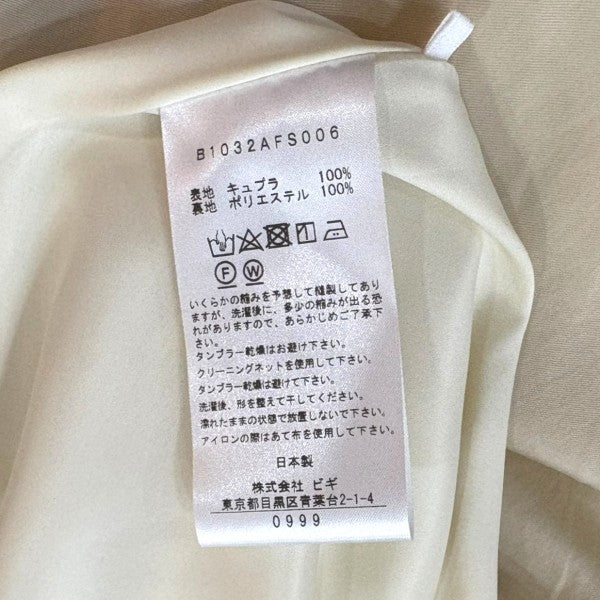 B1032AFS006
表地 キュプラ 100%
裏地 ポリエステル 100%
F W
いくらかの縮みを予想して縫製してあり
ますが、洗濯後に、多少の縮みが出る恐
れがありますので、あらかじめご了承下
さい。
タンブラー乾燥はお避け下さい。
クリーニングネットを使用して下さい。
タンブラー乾燥はお避け下さい。
洗濯後、形を整えて干してください。
濡れたままの状態で放置しないで下さい。
アイロンの際はあて布を使用して下さい。
日本製
株式会社 ビギ
東京都目黒区青葉台2-1-4
0999